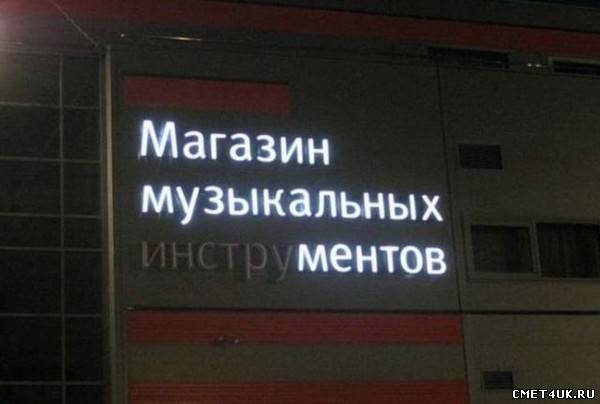 Магазин
музыкальных
инструментов
CMET4UK.RU